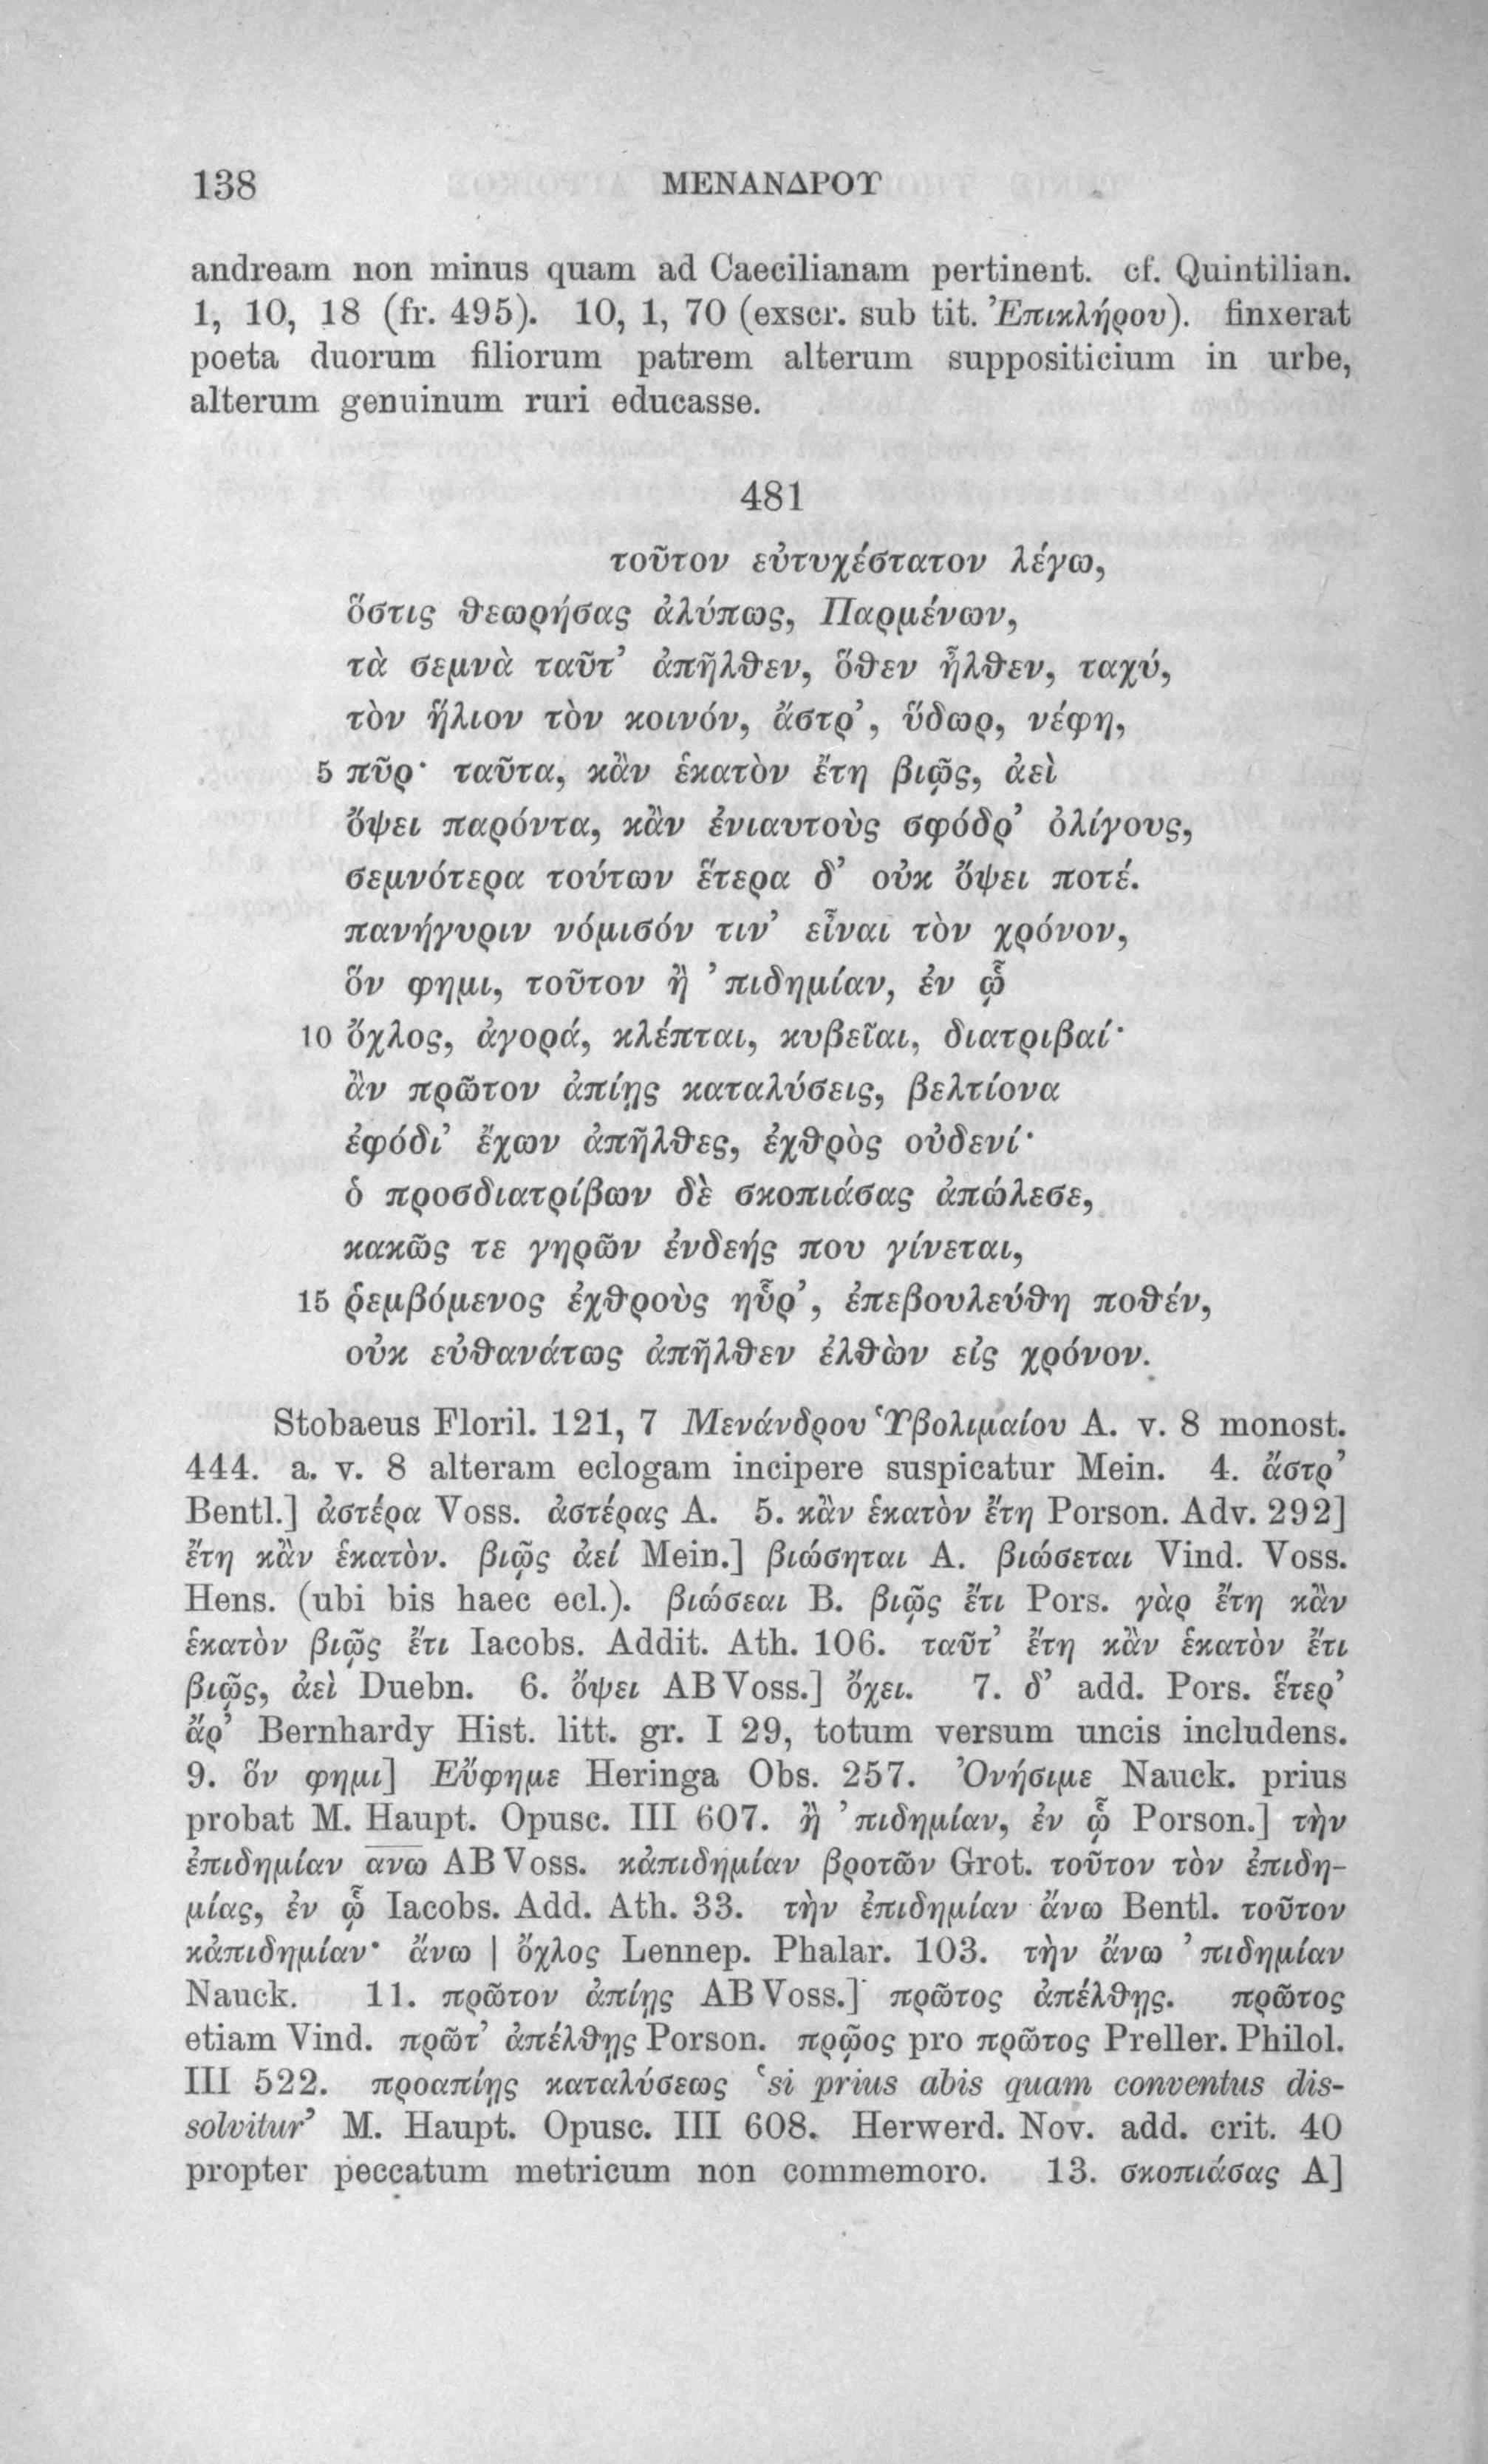 138 ΜΕΝΑΝΔΡΟΥ
andream non minus quam ad Caecilianam pertinent. cf. Quintilian.
1, 10, 18 (fr. 495). 10, 1, 70 (exscr. sub tit. Ἐπικλήρου). finxerat
poeta duorum filiorum patrem alterum suppositicium in urbe,
alterum genuinum ruri educasse.
481
τοῦτον εὐτυχέστατον λέγω,
ὅστις θεωρήσας ἀλύπως, Παρμένων,
τὰ σεμνὰ ταῦτ’ ἀπῆλθεν, ὅθεν ἦλθεν, ταχύ,
τὸν ἥλιον τὸν κοινόν, ἄστρ’, ὕδωρ, νέφη,
5 πῦρ· ταῦτα, κἂν ἑκατὸν ἔτη βιῷς, ἀεὶ
ὄψει παρόντα, κἂν ἐνιαυτοὺς σφόδρ’ ὀλίγους,
σεμνότερα τούτων ἕτερα δ’ οὐκ ὄψει ποτέ.
πανήγυριν νόμισόν τιν’ εἶναι τὸν χρόνον,
ὅν φημι, τοῦτον ἢ ’πιδημίαν, ἐν ᾧ
10 ὄχλος, ἀγορά, κλέπται, κυβεῖαι, διατριβαί·
ἂν πρῶτον ἀπίῃς καταλύσεις, βελτίονα
ἐφόδι’ ἔχων ἀπῆλθες, ἐχθρὸς οὐδενί·
ὁ προσδιατρίβων δὲ σκοπιάσας ἀπώλεσε,
κακῶς τε γηρῶν ἐνδεής που γίνεται,
15 ῥεμβόμενος ἐχθροὺς ηὗρ’, ἐπεβουλεύθη ποθέν,
οὐκ εὐθανάτως ἀπῆλθεν ἐλθὼν εἰς χρόνον.
Stobaeus Floril. 121, 7 Μενάνδρου Ὑβολιμαίου A. v. 8 monost.
444. a. v. 8 alteram eclogam incipere suspicatur Mein. 4. ἄστρ’
Bentl.] ἀστέρα Voss. ἀστέρας A. 5. κἂν ἑκατὸν ἔτη Porson. Adv. 292]
ἔτη κἂν ἑκατὸν. βιῷς ἀεί Mein.] βιώσηται A. βιώσεται Vind. Voss.
Hens. (ubi bis haec ecl.). βιώσεαι B. βιῷς ἔτι Pors. γὰρ ἔτη κἂν
ἑκατὸν βιῷς ἔτι Iacobs. Addit. Ath. 106. ταῦτ’ ἔτη κἂν ἑκατὸν ἔτι
βιῷς, ἀεὶ Duebn. 6. ὄψει AB Voss.] ὄχει. 7. δ’ add. Pors. ἕτερ’
ἄρ’ Bernhardy Hist. litt. gr. I 29, totum versum uncis includens.
9. ὅν φημι] Εὔφημε Heringa Obs. 257. Ὀνήσιμε Nauck. prius
probat M. Haupt. Opusc. III 607. ἢ ’πιδημίαν, ἐν ᾧ Porson.] τὴν
ἐπιδημίαν α̅ν̅ω̅ AB Voss. κἀπιδημίαν βροτῶν Grot. τοῦτον τὸν ἐπιδη-
μίας, ἐν ᾧ Iacobs. Add. Ath. 33. τὴν ἐπιδημίαν ἄνω Bentl. τοῦτον
κἀπιδημίαν· ἄνω | ὄχλος Lennep. Phalar. 103. τὴν ἄνω ’πιδημίαν
Nauck. 11. πρῶτον ἀπίῃς AB Voss.] πρῶτος ἀπέλθῃς. πρῶτος
etiam Vind. πρῶτ’ ἀπέλθῃς Porson. πρῷος pro πρῶτος Preller. Philol.
III 522. προαπίῃς καταλύσεως ‘si prius abis quam conventus dis-
solvitur’ M. Haupt. Opusc. III 608. Herwerd. Nov. add. crit. 40
propter peccatum metricum non commemoro. 13. σκοπιάσας A]